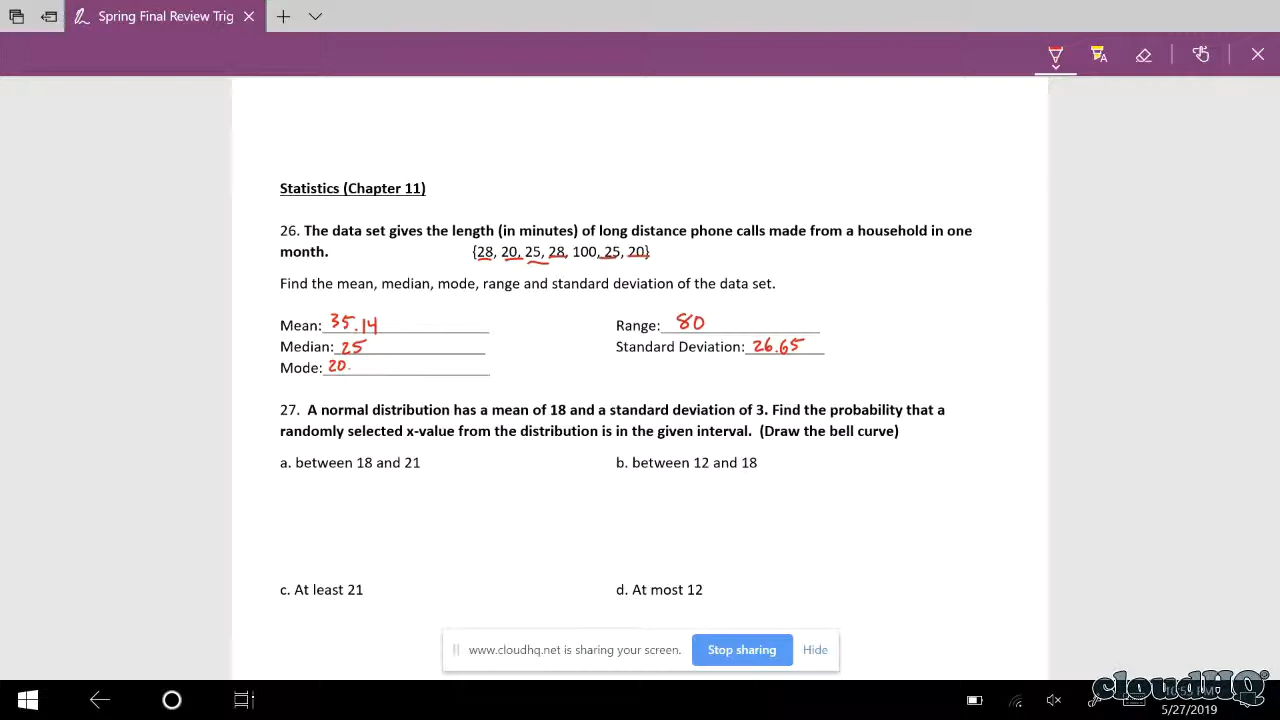 Spring Final Review Trig
Statistics (Chapter 11)
26. The data set gives the length (in minutes) of long distance phone calls made from a household in one
month. {28, 20, 25, 28, 100, 25, 20}
Find the mean, median, mode, range and standard deviation of the data set.
Mean: 35.14 Range: 80
Median: 25 Standard Deviation: 26.65
Mode: 20.
27. A normal distribution has a mean of 18 and a standard deviation of 3. Find the probability that a
randomly selected x-value from the distribution is in the given interval. (Draw the bell curve)
a. between 18 and 21 b. between 12 and 18
c. At least 21 d. At most 12
www.cloudhq.net is sharing your screen. Stop sharing Hide
cloudHQ
5/27/2019